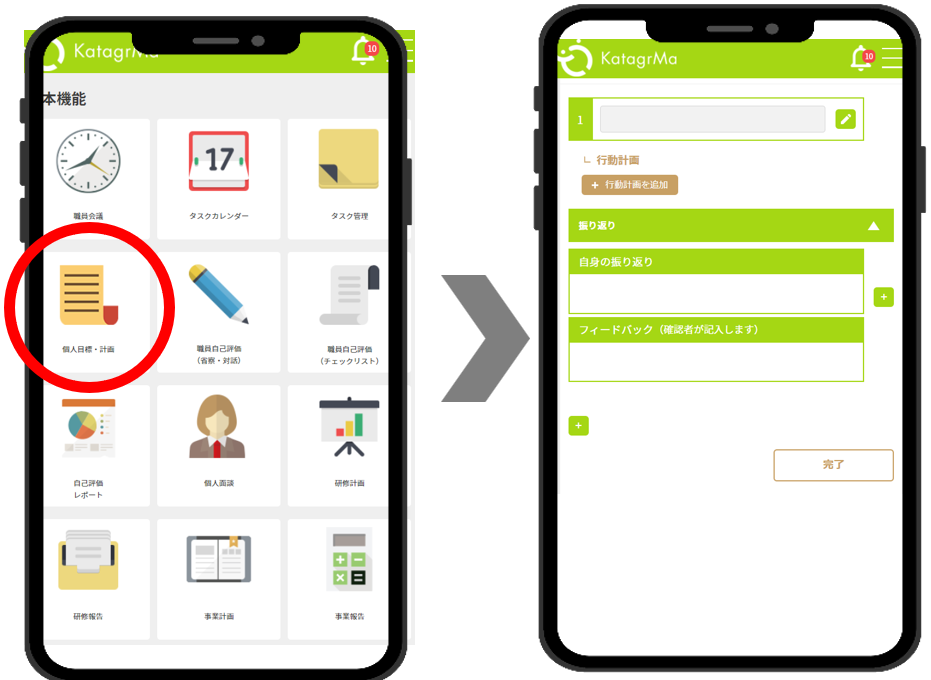 KatagrMa
10
本機能
17
職員会議
タスクカレンダー
タスク管理
個人目標・計画
職員自己評価
(省察・対話)
職員自己評価
(チェックリスト)
自己評価
レポート
個人面談
研修計画
研修報告
事業計画
事業報告
KatagrMa
10
1
行動計画
+ 行動計画を追加
振り返り
自身の振り返り
+
フィードバック（確認者が記入します）
+
完了